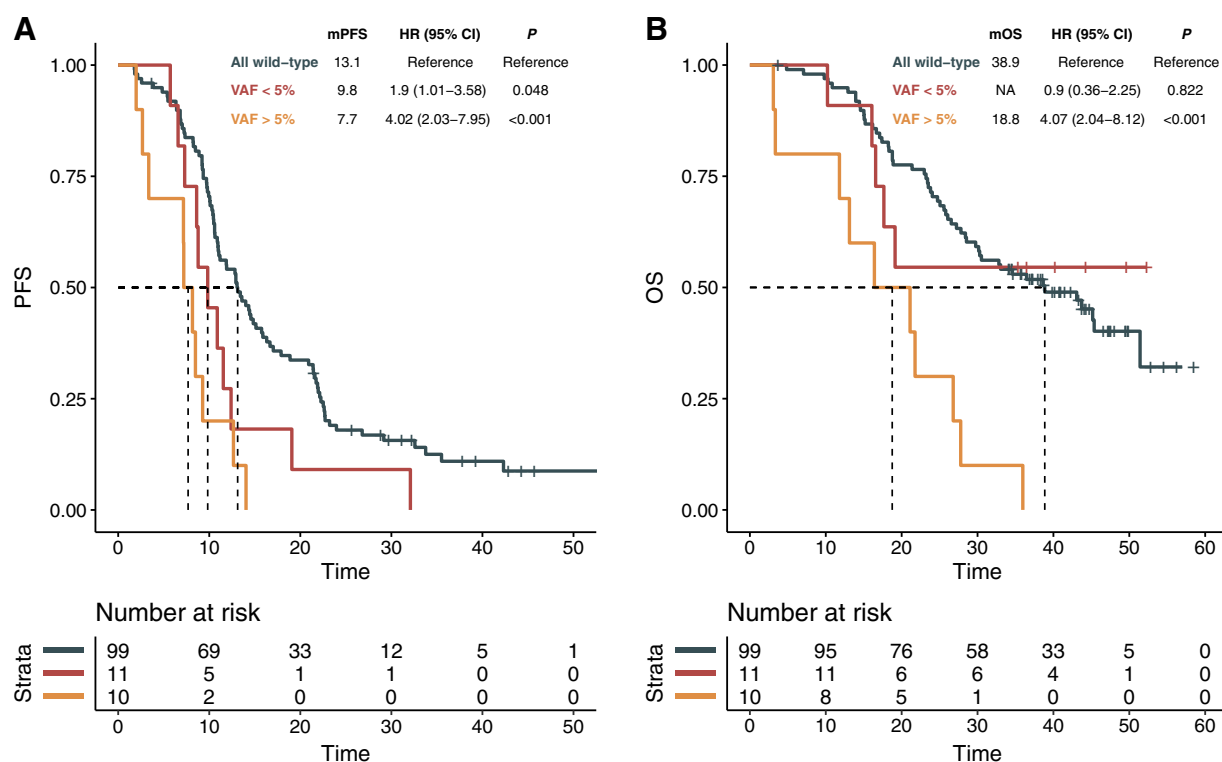 A
mPFS HR (95% CI) P
All wild–type 13.1 Reference Reference
VAF < 5% 9.8 1.9 (1.01–3.58) 0.048
VAF > 5% 7.7 4.02 (2.03–7.95) <0.001
1.00
0.75
0.50
0.25
0.00
PFS
0 10 20 30 40 50
Time
Number at risk
Strata
99 69 33 12 5 1
11 5 1 1 0 0
10 2 0 0 0 0
0 10 20 30 40 50
Time
B
mOS HR (95% CI) P
All wild–type 38.9 Reference Reference
VAF < 5% NA 0.9 (0.36–2.25) 0.822
VAF > 5% 18.8 4.07 (2.04–8.12) <0.001
1.00
0.75
0.50
0.25
0.00
OS
0 10 20 30 40 50 60
Time
Number at risk
Strata
99 95 76 58 33 5 0
11 11 6 6 4 1 0
10 8 5 1 0 0 0
0 10 20 30 40 50 60
Time